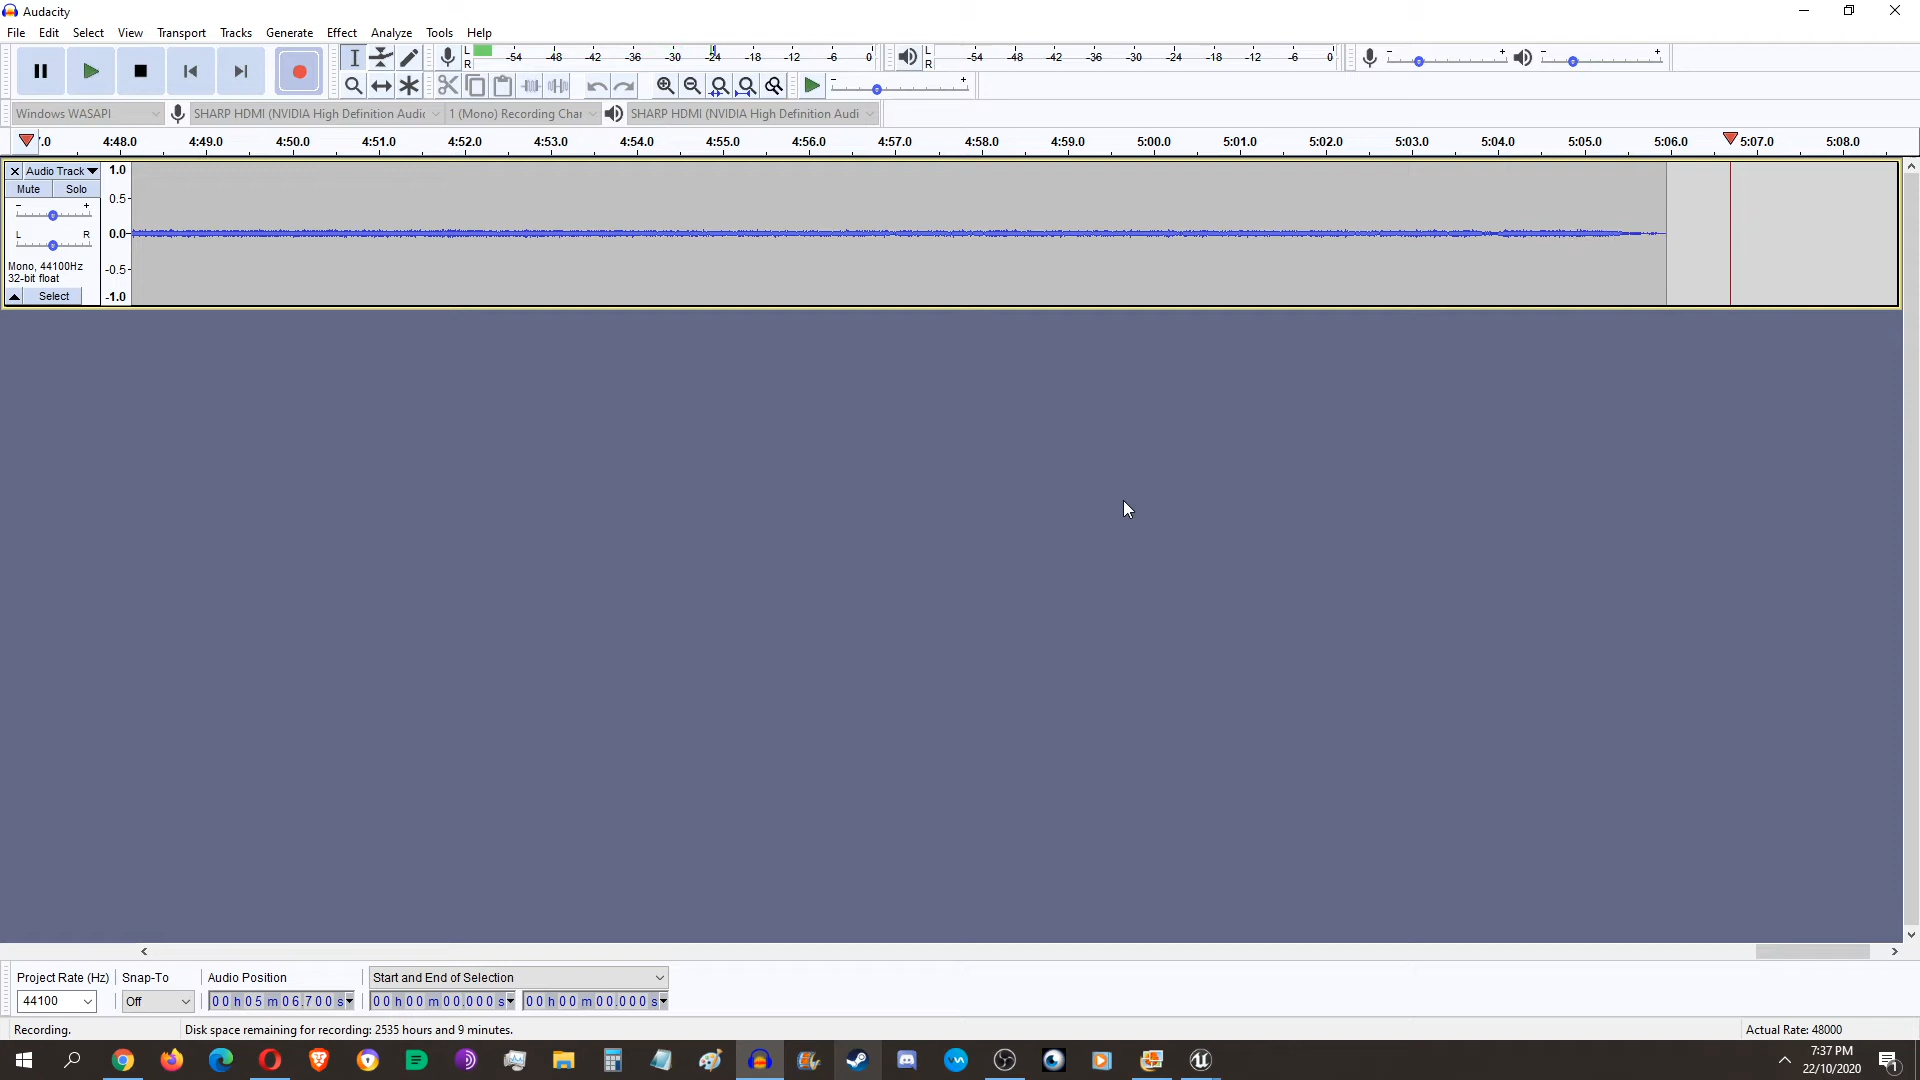 Audacity
File Edit Select View Transport Tracks Generate Effect Analyze Tools Help
L R -54 -48 -42 -36 -30 -24 -18 -12 -6 0 L R -54 -48 -42 -36 -30 -24 -18 -12 -6 0 - + - +
- +
Windows WASAPI SHARP HDMI (NVIDIA High Definition Audio 1 (Mono) Recording Char SHARP HDMI (NVIDIA High Definition Audi
.0 4:48.0 4:49.0 4:50.0 4:51.0 4:52.0 4:53.0 4:54.0 4:55.0 4:56.0 4:57.0 4:58.0 4:59.0 5:00.0 5:01.0 5:02.0 5:03.0 5:04.0 5:05.0 5:06.0 5:07.0 5:08.0
Audio Track 1.0
Mute Solo
- + 0.5
L R 0.0
Mono, 44100Hz -0.5
32-bit float
Select -1.0
Project Rate (Hz) Snap-To Audio Position Start and End of Selection
44100 Off 00 h 05 m 06.700 s 00 h 00 m 00.000 s 00 h 00 m 00.000 s
Recording. Disk space remaining for recording: 2535 hours and 9 minutes. Actual Rate: 48000
7:37 PM
22/10/2020
1